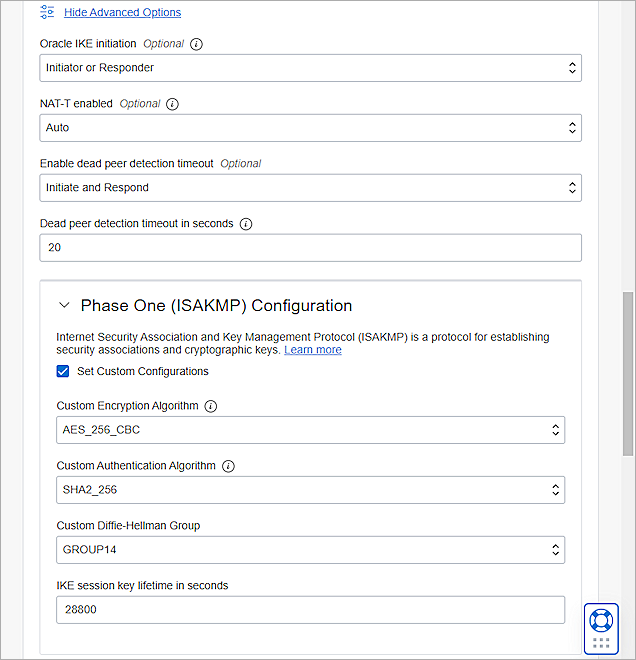 Hide Advanced Options
Oracle IKE initiation Optional
Initiator or Responder
NAT-T enabled Optional
Auto
Enable dead peer detection timeout Optional
Initiate and Respond
Dead peer detection timeout in seconds
20
Phase One (ISAKMP) Configuration
Internet Security Association and Key Management Protocol (ISAKMP) is a protocol for establishing
security associations and cryptographic keys. Learn more
Set Custom Configurations
Custom Encryption Algorithm
AES_256_CBC
Custom Authentication Algorithm
SHA2_256
Custom Diffie-Hellman Group
GROUP14
IKE session key lifetime in seconds
28800